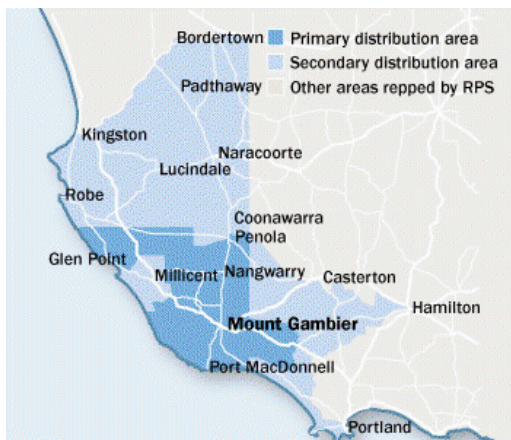 Bordertown
Primary distribution area
Secondary distribution area
Padthaway
Other areas repped by RPS
Kingston
Naracoorte
Lucindale
Robe
Coonawarra
Penola
Glen Point
Millicent
Nangwarry
Casterton
Hamilton
Mount Gambier
Port MacDonnell
Portland